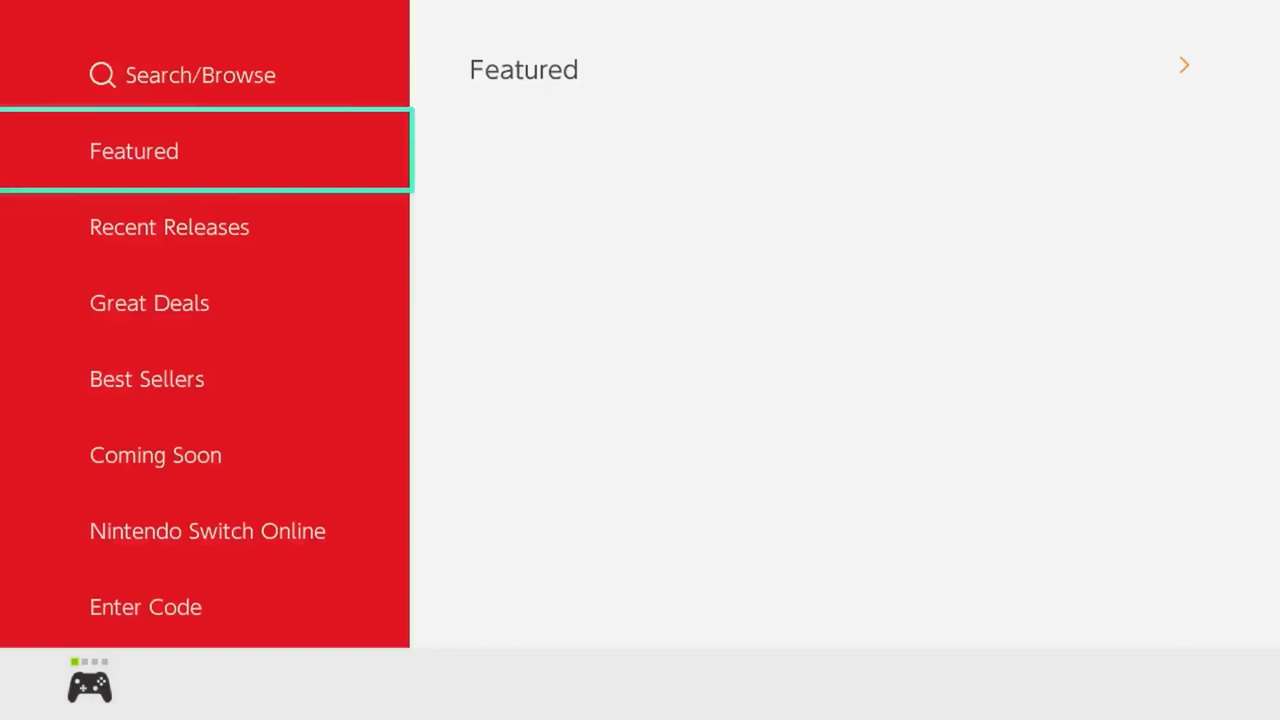 Search/Browse
Featured
Recent Releases
Great Deals
Best Sellers
Coming Soon
Nintendo Switch Online
Enter Code
Featured